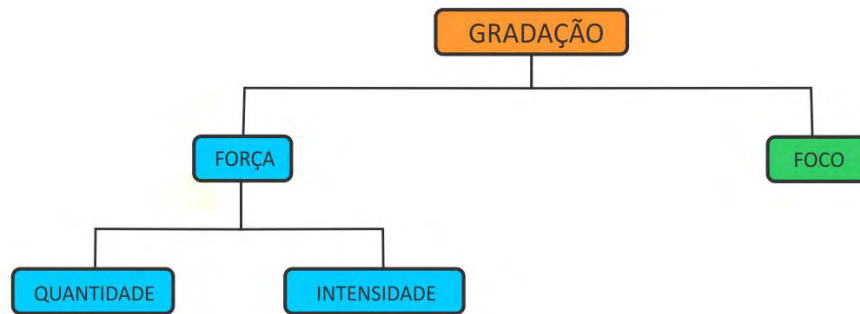 GRADAÇÃO
FORÇA
FOCO
QUANTIDADE
INTENSIDADE